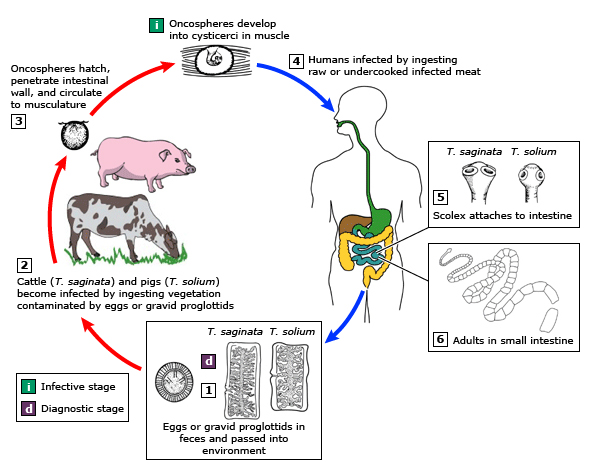 i Oncospheres develop
into cysticerci in muscle
4 Humans infected by ingesting
raw or undercooked infected meat
Oncospheres hatch,
penetrate intestinal
wall, and circulate
to musculature
3
T. saginata T. solium
5
Scolex attaches to intestine
6 Adults in small intestine
2
Cattle (T. saginata) and pigs (T. solium)
become infected by ingesting vegetation
contaminated by eggs or gravid proglottids
T. saginata T. solium
d
1
Eggs or gravid proglottids in
feces and passed into
environment
i Infective stage
d Diagnostic stage